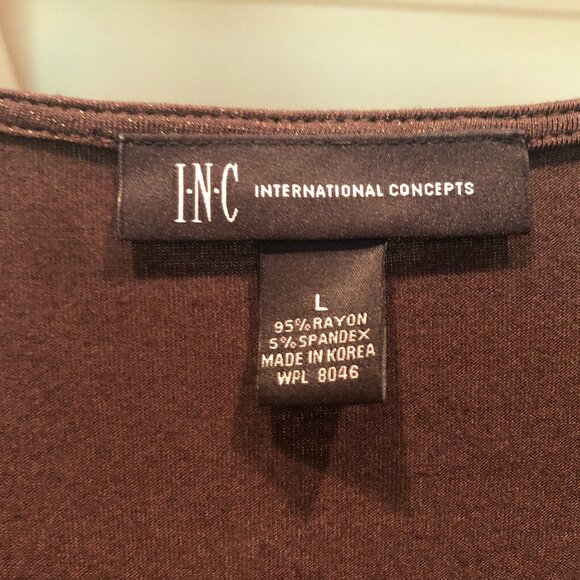 I·N·C INTERNATIONAL CONCEPTS
L
95% RAYON
5% SPANDEX
MADE IN KOREA
WPL 8046